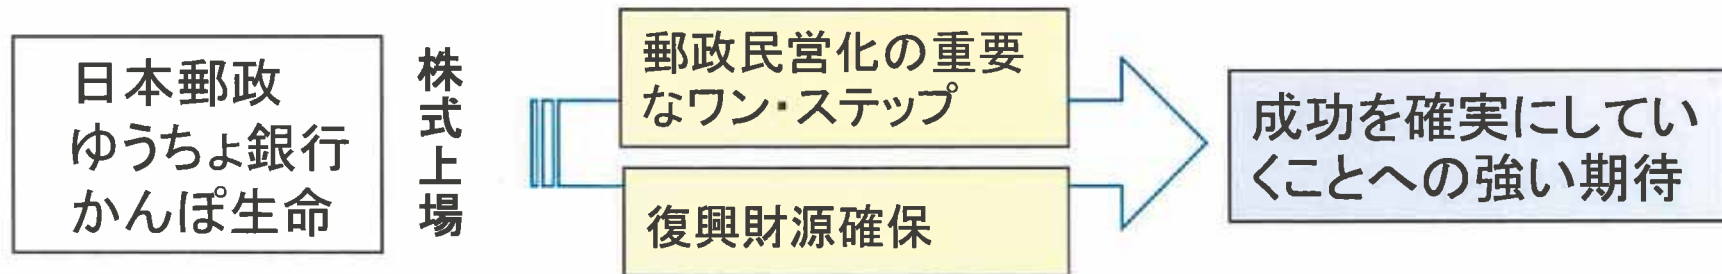 日本郵政
ゆうちょ銀行
かんぽ生命
株式上場
郵政民営化の重要
なワン・ステップ
復興財源確保
成功を確実にしてい
くことへの強い期待